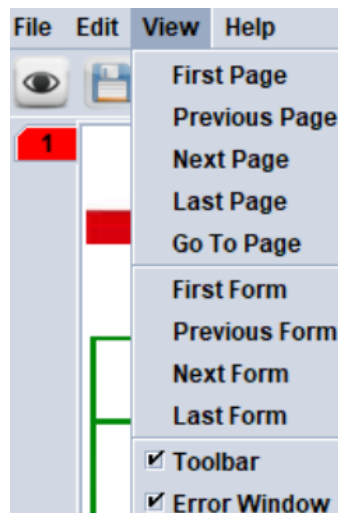 File Edit View Help
First Page
1
Previous Page
Next Page
Last Page
Go To Page
First Form
Previous Form
Next Form
Last Form
Toolbar
Error Window